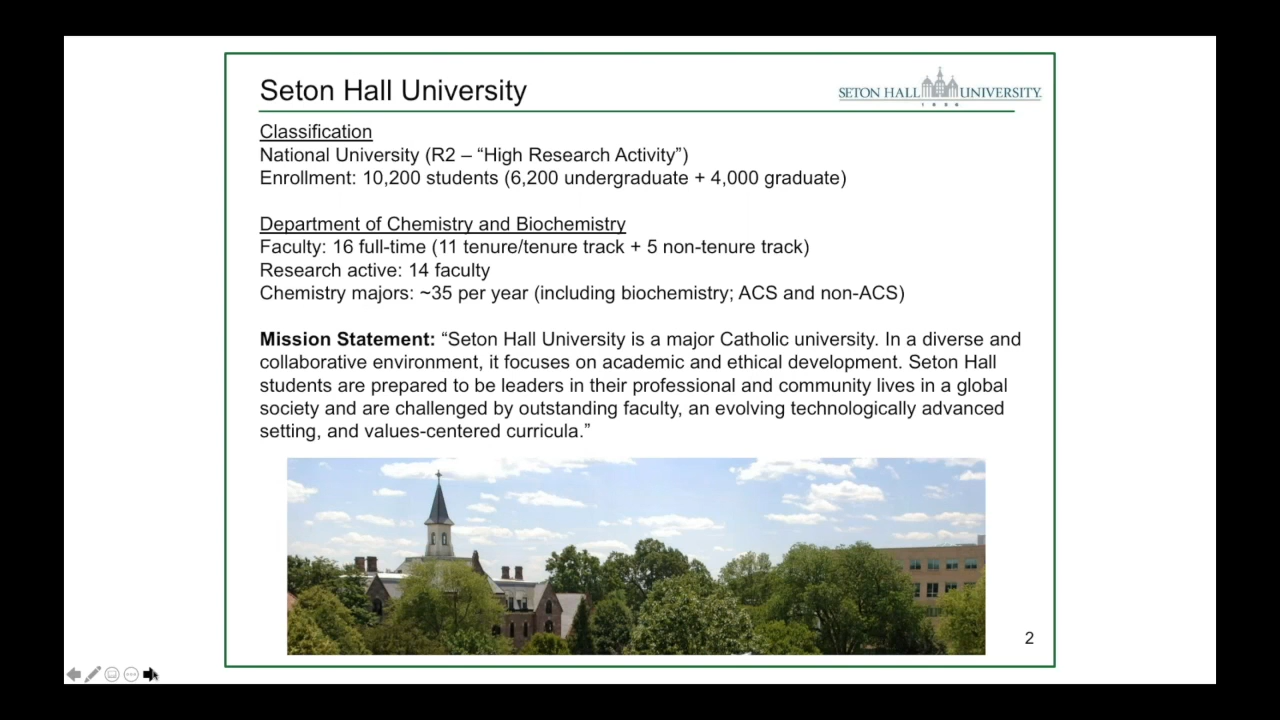 Seton Hall University
SETON HALL UNIVERSITY
1 8 5 6
Classification
National University (R2 – “High Research Activity”)
Enrollment: 10,200 students (6,200 undergraduate + 4,000 graduate)
Department of Chemistry and Biochemistry
Faculty: 16 full-time (11 tenure/tenure track + 5 non-tenure track)
Research active: 14 faculty
Chemistry majors: ~35 per year (including biochemistry; ACS and non-ACS)
Mission Statement: “Seton Hall University is a major Catholic university. In a diverse and
collaborative environment, it focuses on academic and ethical development. Seton Hall
students are prepared to be leaders in their professional and community lives in a global
society and are challenged by outstanding faculty, an evolving technologically advanced
setting, and values-centered curricula.”
2